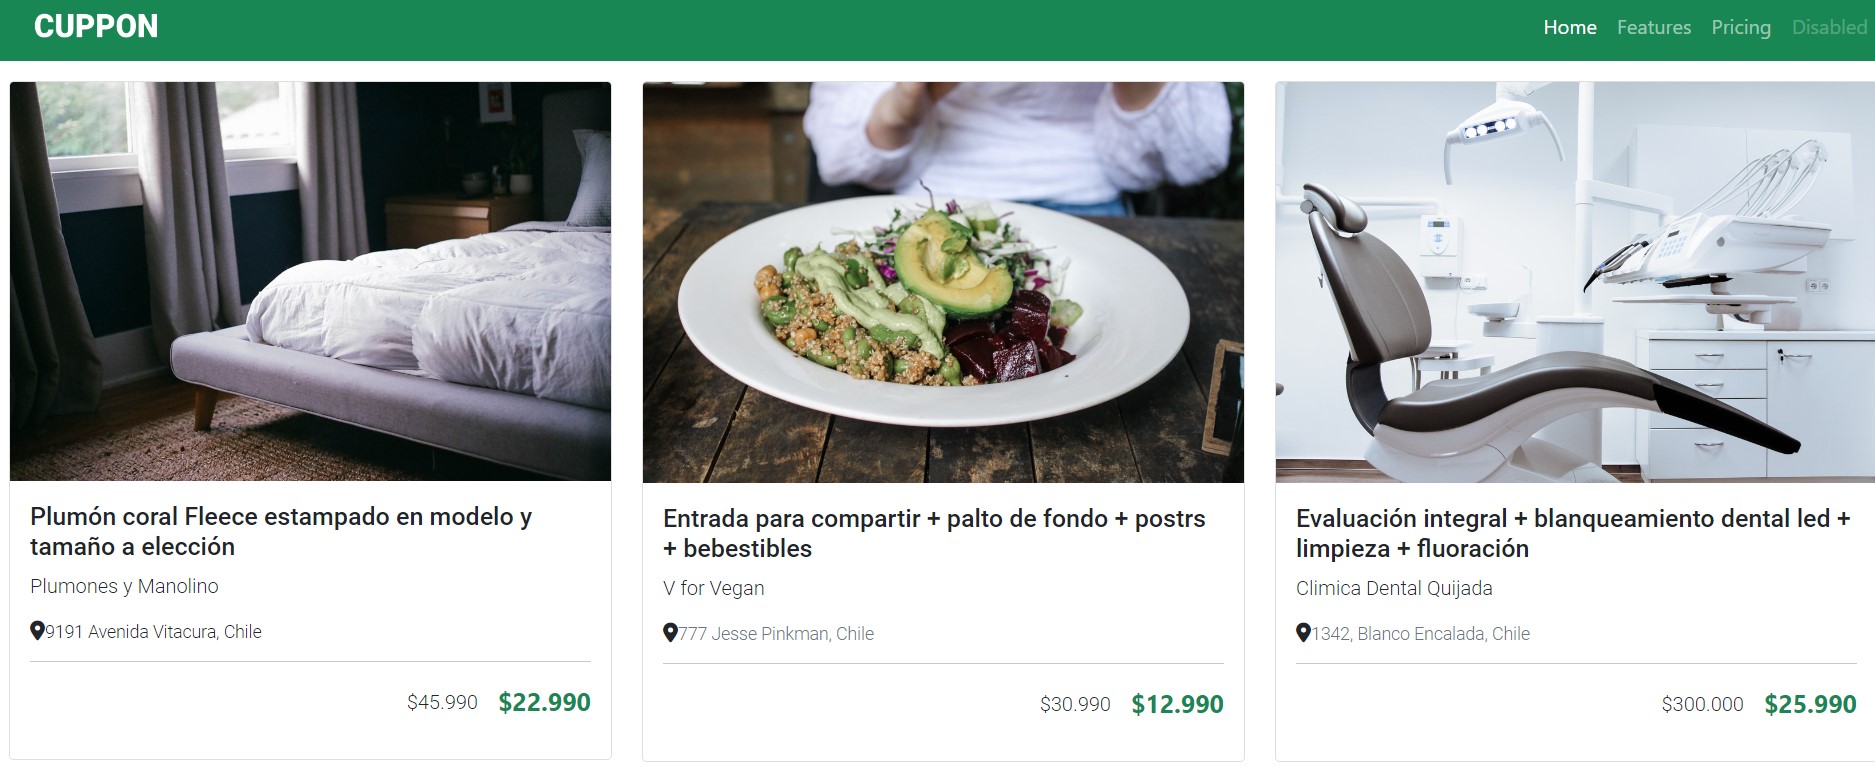 CUPPON
Home Features Pricing Disabled
Plumón coral Fleece estampado en modelo y
tamaño a elección
Plumones y Manolino
9191 Avenida Vitacura, Chile
$45.990 $22.990
Entrada para compartir + palto de fondo + postrs
+ bebestibles
V for Vegan
777 Jesse Pinkman, Chile
$30.990 $12.990
Evaluación integral + blanqueamiento dental led +
limpieza + fluoración
Climica Dental Quijada
1342, Blanco Encalada, Chile
$300.000 $25.990